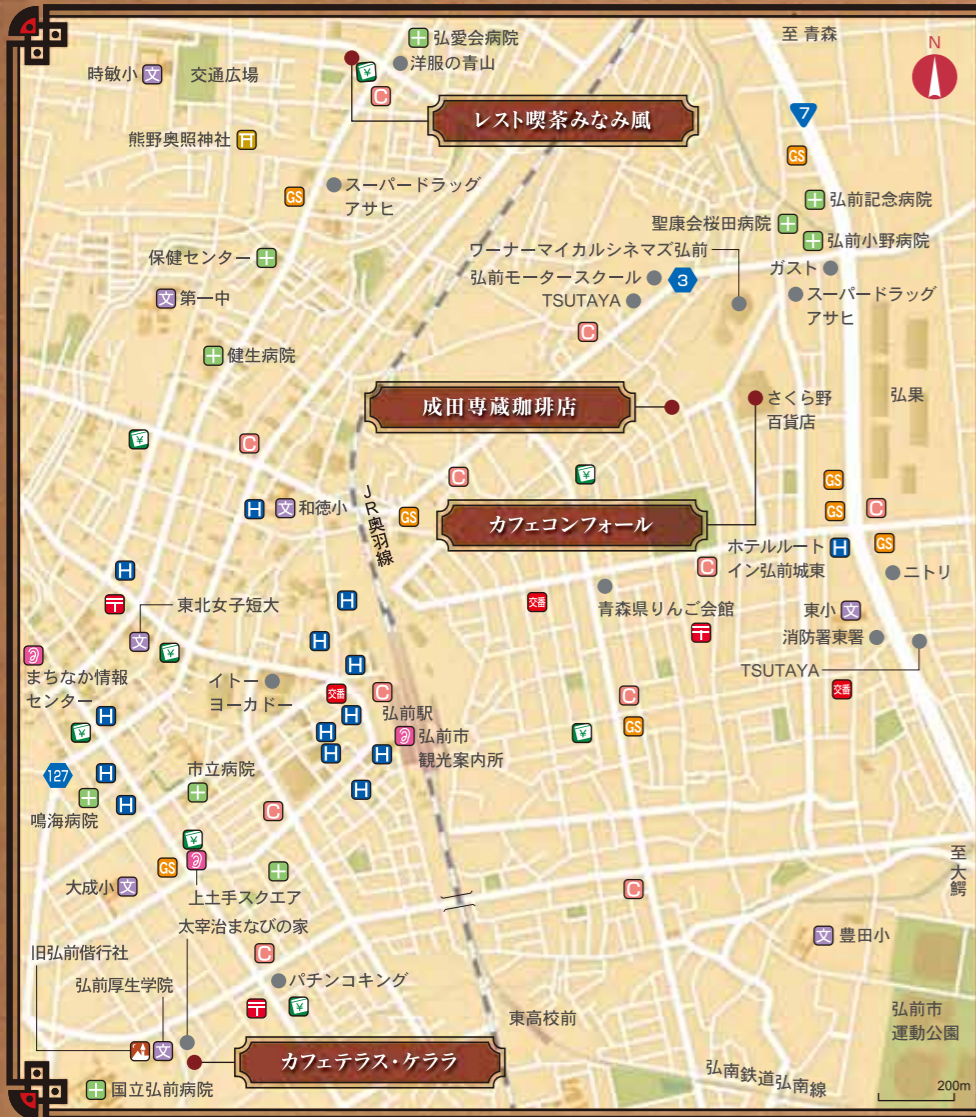 弘愛会病院
洋服の青山
時敏小
文
交通広場
¥
C
至 青森
N
レスト喫茶みなみ風
7
熊野奥照神社
GS
スーパードラッグ
アサヒ
GS
弘前記念病院
聖康会桜田病院
弘前小野病院
ワーナーマイカルシネマズ弘前
保健センター
弘前モータースクール
3
ガスト
TSUTAYA
スーパードラッグ
アサヒ
文
第一中
C
健生病院
成田専蔵珈琲店
さくら野
百貨店
弘果
¥
C
C
¥
GS
H
文
和徳小
JR奥羽線
GS
カフェコンフォール
GS
C
ホテルルート
イン弘前城東
H
GS
H
C
ニトリ
〒
東北女子短大
H
交番
青森県りんご会館
東小
文
文
H
〒
消防署東署
¥
まちなか情報
センター
H
TSUTAYA
イトー
ヨーカドー
交番
C
C
交番
弘前駅
H
H
GS
¥
H
弘前市
観光案内所
¥
H
H
127
H
市立病院
H
H
鳴海病院
C
¥
GS
至大鰐
大成小
文
上土手スクエア
C
太宰治まなびの家
文
豊田小
旧弘前偕行社
C
弘前厚生学院
パチンコキング
〒
¥
東高校前
弘前市
運動公園
文
カフェテラス・ケララ
弘南鉄道弘南線
国立弘前病院
200m